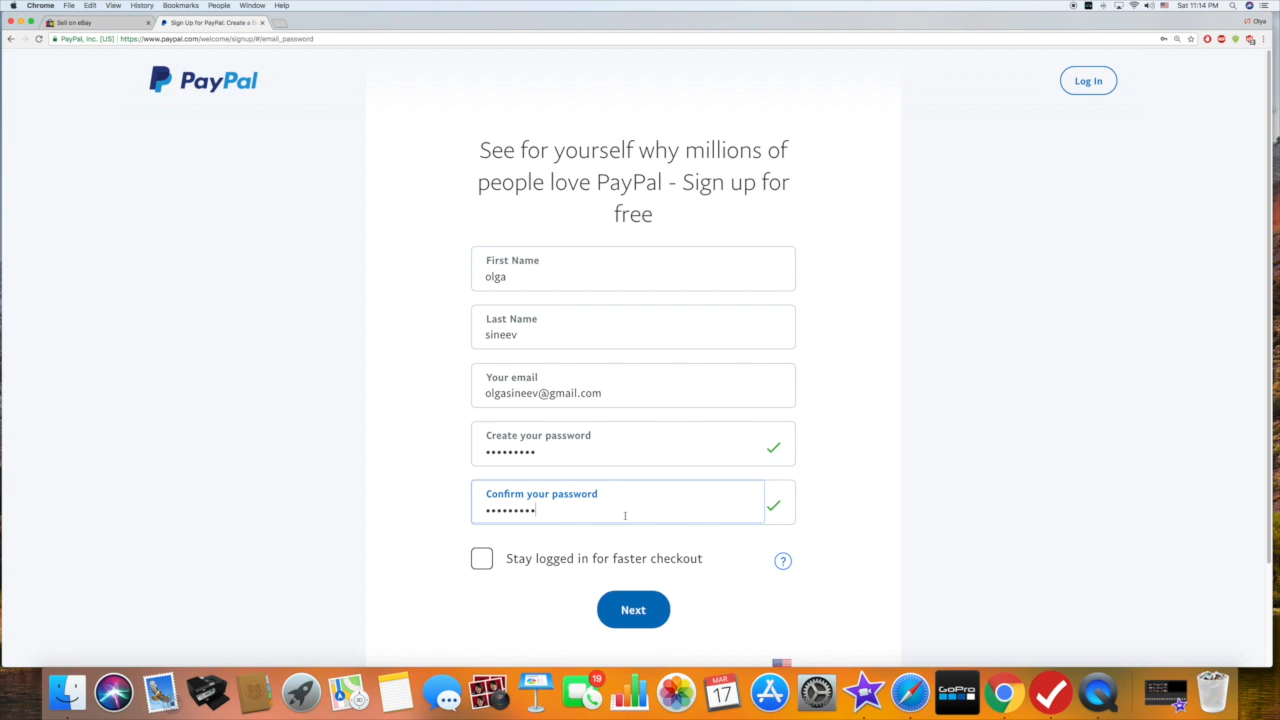 Chrome File Edit View History Bookmarks People Window Help Sat 11:14 PM
Sell on eBay Sign Up for PayPal: Create a Olya
PayPal, Inc. [US] https://www.paypal.com/welcome/signup/#/email_password
PayPal Log In
See for yourself why millions of
people love PayPal - Sign up for
free
First Name
olga
Last Name
sineev
Your email
olgasineev@gmail.com
Create your password
•••••••••
Confirm your password
•••••••••
Stay logged in for faster checkout ?
Next
19
MAR
17
GoPro